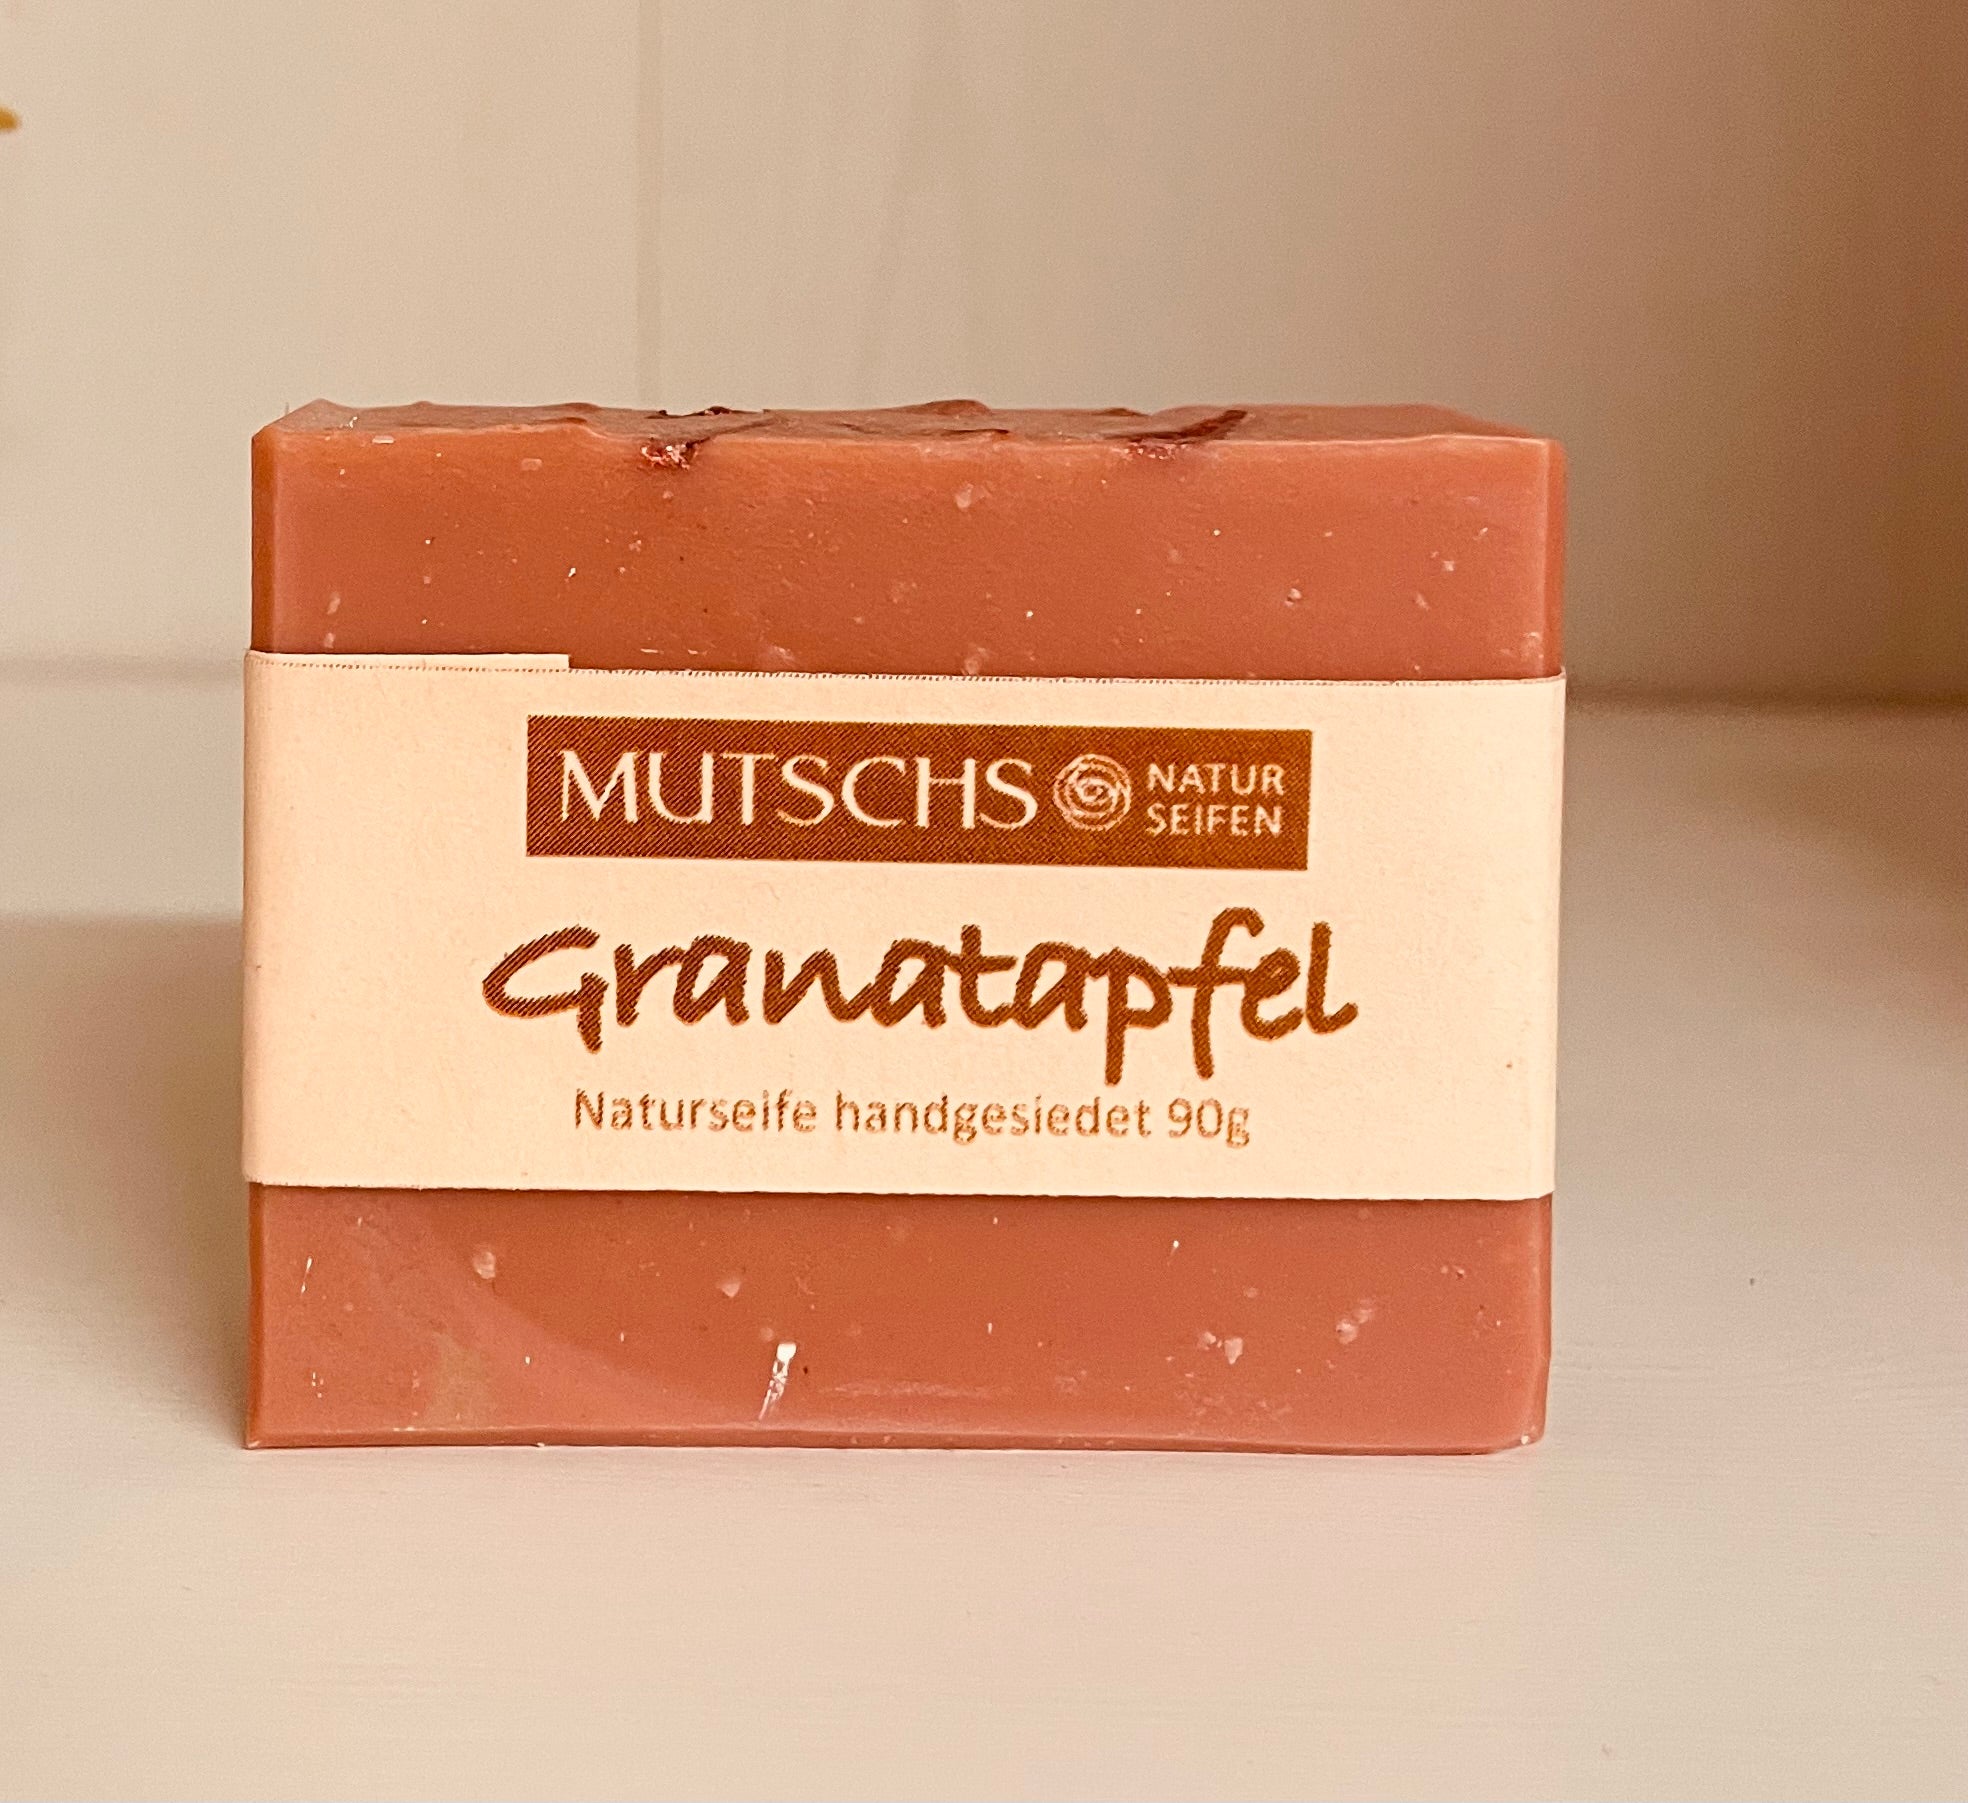 MUTSCHS NATUR
SEIFEN
Granatapfel
Naturseife handgesiedet 90g